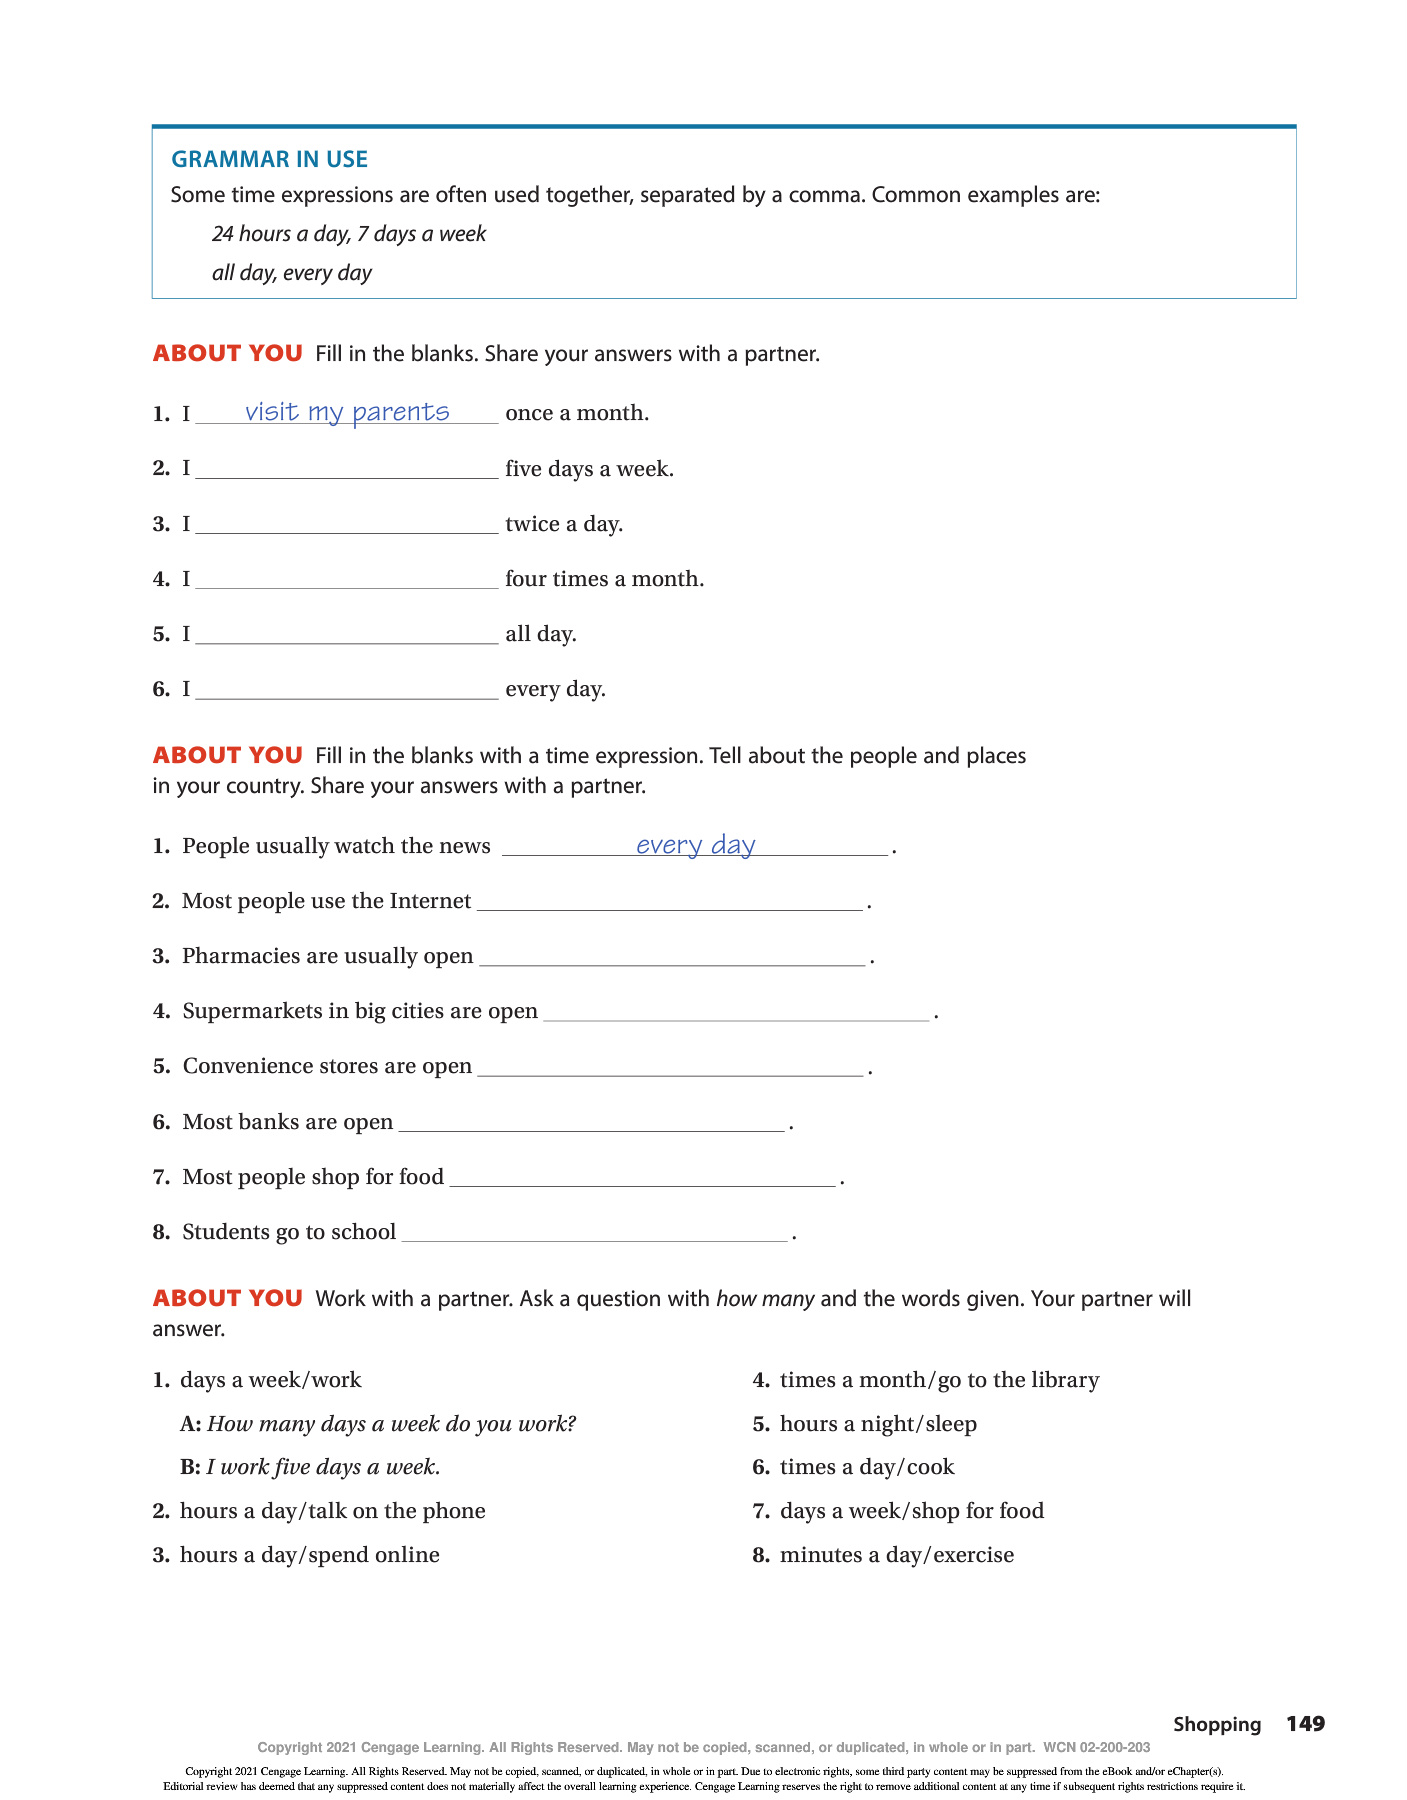 GRAMMAR IN USE
Some time expressions are often used together, separated by a comma. Common examples are:
24 hours a day, 7 days a week
all day, every day
ABOUT YOU Fill in the blanks. Share your answers with a partner.
1. I visit my parents once a month.
2. I ____ five days a week.
3. I ____ twice a day.
4. I ____ four times a month.
5. I ____ all day.
6. I ____ every day.
ABOUT YOU Fill in the blanks with a time expression. Tell about the people and places
in your country. Share your answers with a partner.
1. People usually watch the news every day .
2. Most people use the Internet ____ .
3. Pharmacies are usually open ____ .
4. Supermarkets in big cities are open ____ .
5. Convenience stores are open ____ .
6. Most banks are open ____ .
7. Most people shop for food ____ .
8. Students go to school ____ .
ABOUT YOU Work with a partner. Ask a question with how many and the words given. Your partner will
answer.
1. days a week/work
A: How many days a week do you work?
B: I work five days a week.
2. hours a day/talk on the phone
3. hours a day/spend online
4. times a month/go to the library
5. hours a night/sleep
6. times a day/cook
7. days a week/shop for food
8. minutes a day/exercise
Shopping 149
Copyright 2021 Cengage Learning. All Rights Reserved. May not be copied, scanned, or duplicated, in whole or in part. WCN 02-200-203
Copyright 2021 Cengage Learning. All Rights Reserved. May not be copied, scanned, or duplicated, in whole or in part. Due to electronic rights, some third party content may be suppressed from the eBook and/or eChapter(s).
Editorial review has deemed that any suppressed content does not materially affect the overall learning experience. Cengage Learning reserves the right to remove additional content at any time if subsequent rights restrictions require it.